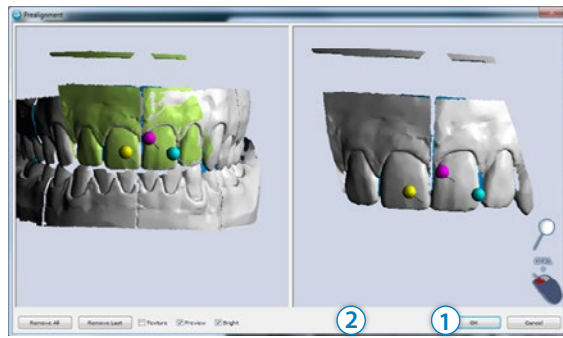 Prealignment
2
1
Remove All
Remove Last
Texture
Preview
Bright
OK
Cancel